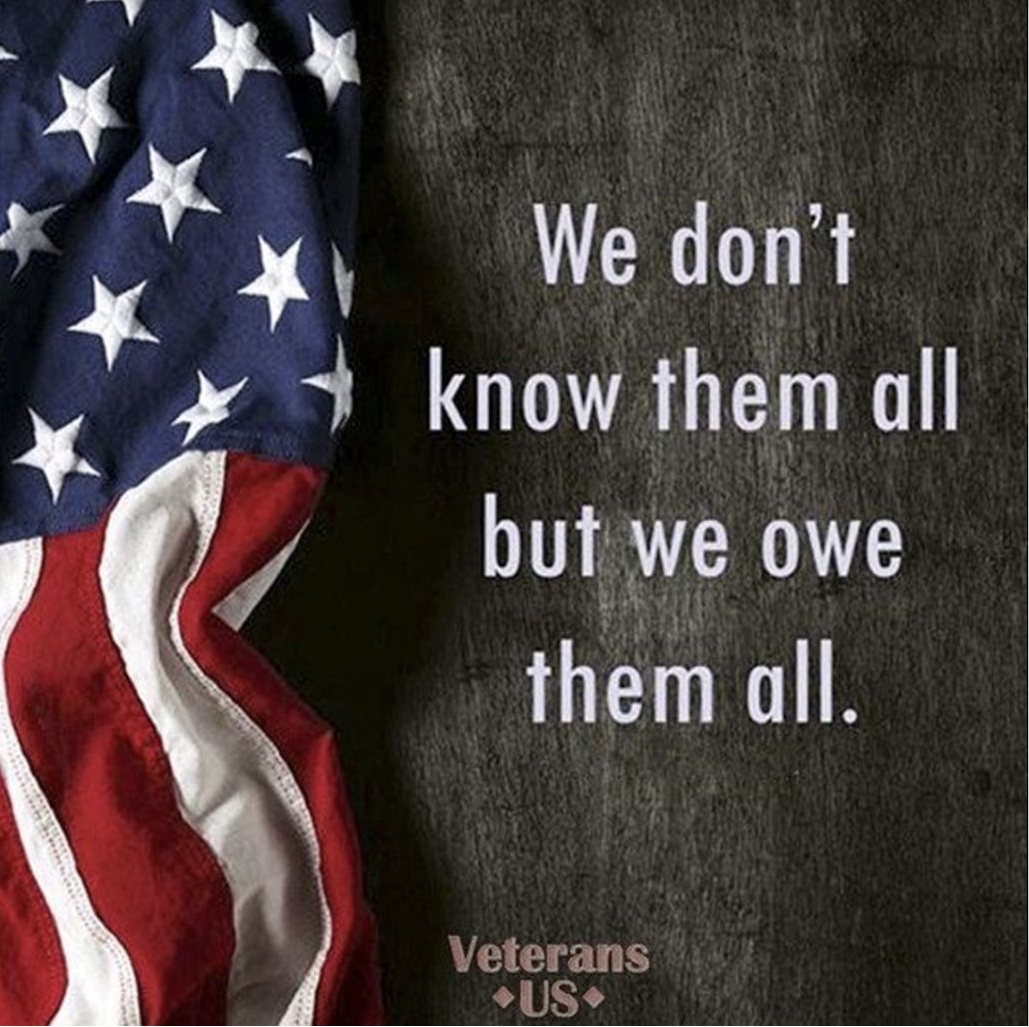 We don’t
know them all
but we owe
them all.
Veterans
◆US◆